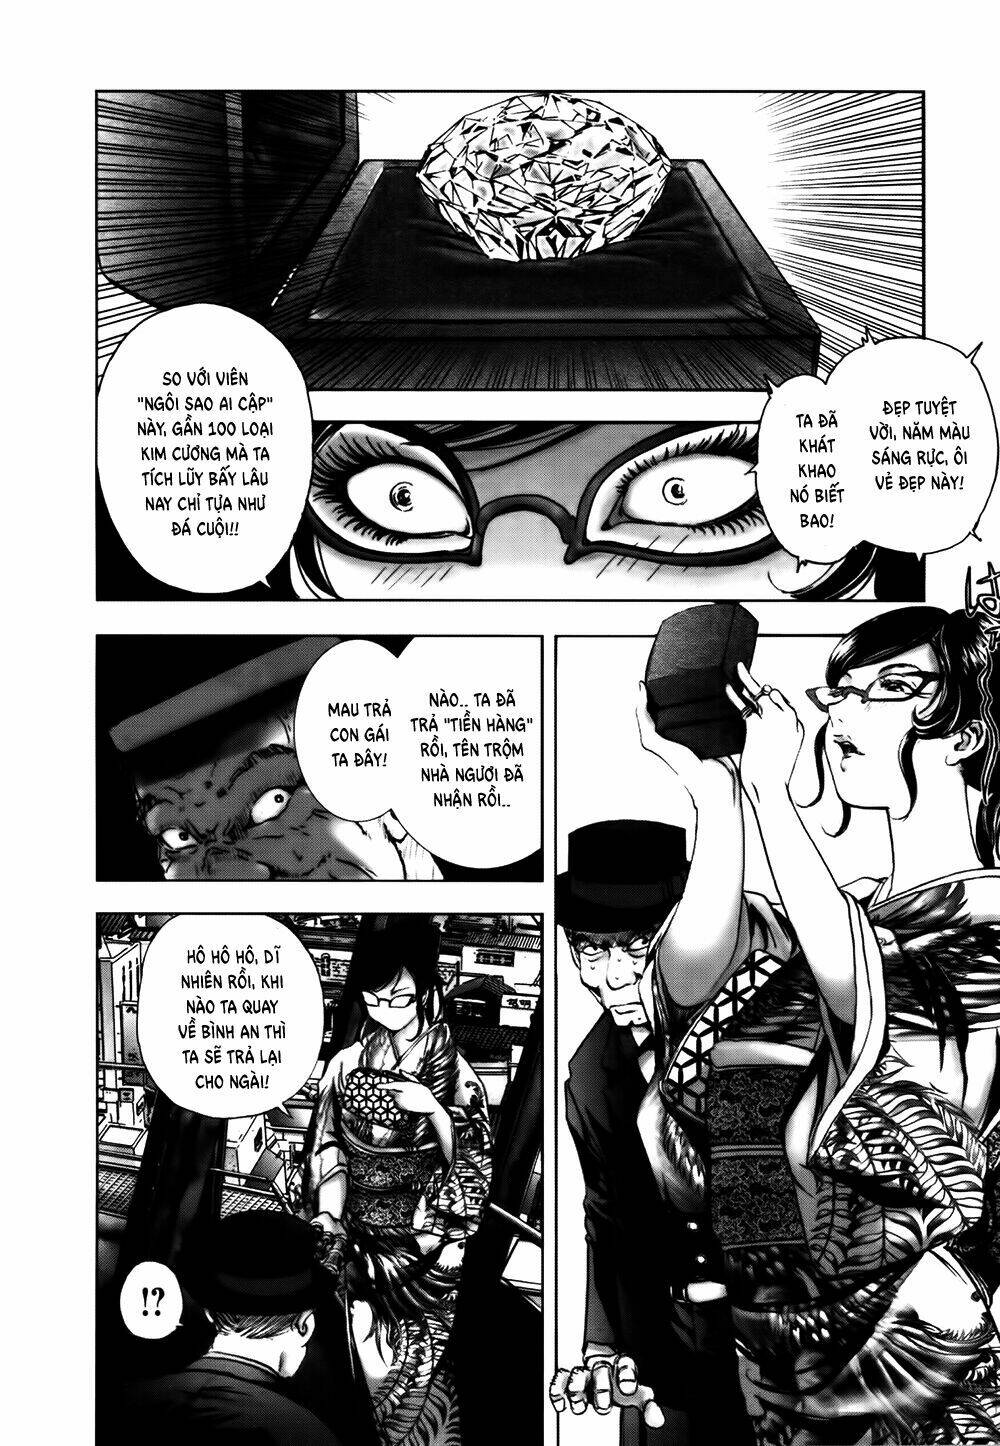 ĐẸP TUYỆT
VỜI, NĂM MÀU
SÁNG RỰC, ÔI
VẺ ĐẸP NÀY!
TA ĐÃ
KHÁT
KHAO
NÓ BIẾT
BAO!
SO VỚI VIÊN
"NGÔI SAO AI CẬP"
NÀY, GẦN 100 LOẠI
KIM CƯƠNG MÀ TA
TÍCH LŨY BẤY LÂU
NAY CHỈ TỰA NHƯ
ĐÁ CUỘI!!
NÀO.. TA ĐÃ
TRẢ "TIỀN HÀNG"
RỒI, TÊN TRỘM
NHÀ NGƯƠI ĐÃ
NHẬN RỒI..
MAU TRẢ
CON GÁI
TA ĐÂY!
HÔ HÔ HÔ, DĨ
NHIÊN RỒI, KHI
NÀO TA QUAY
VỀ BÌNH AN THÌ
TA SẼ TRẢ LẠI
CHO NGÀI!
!?